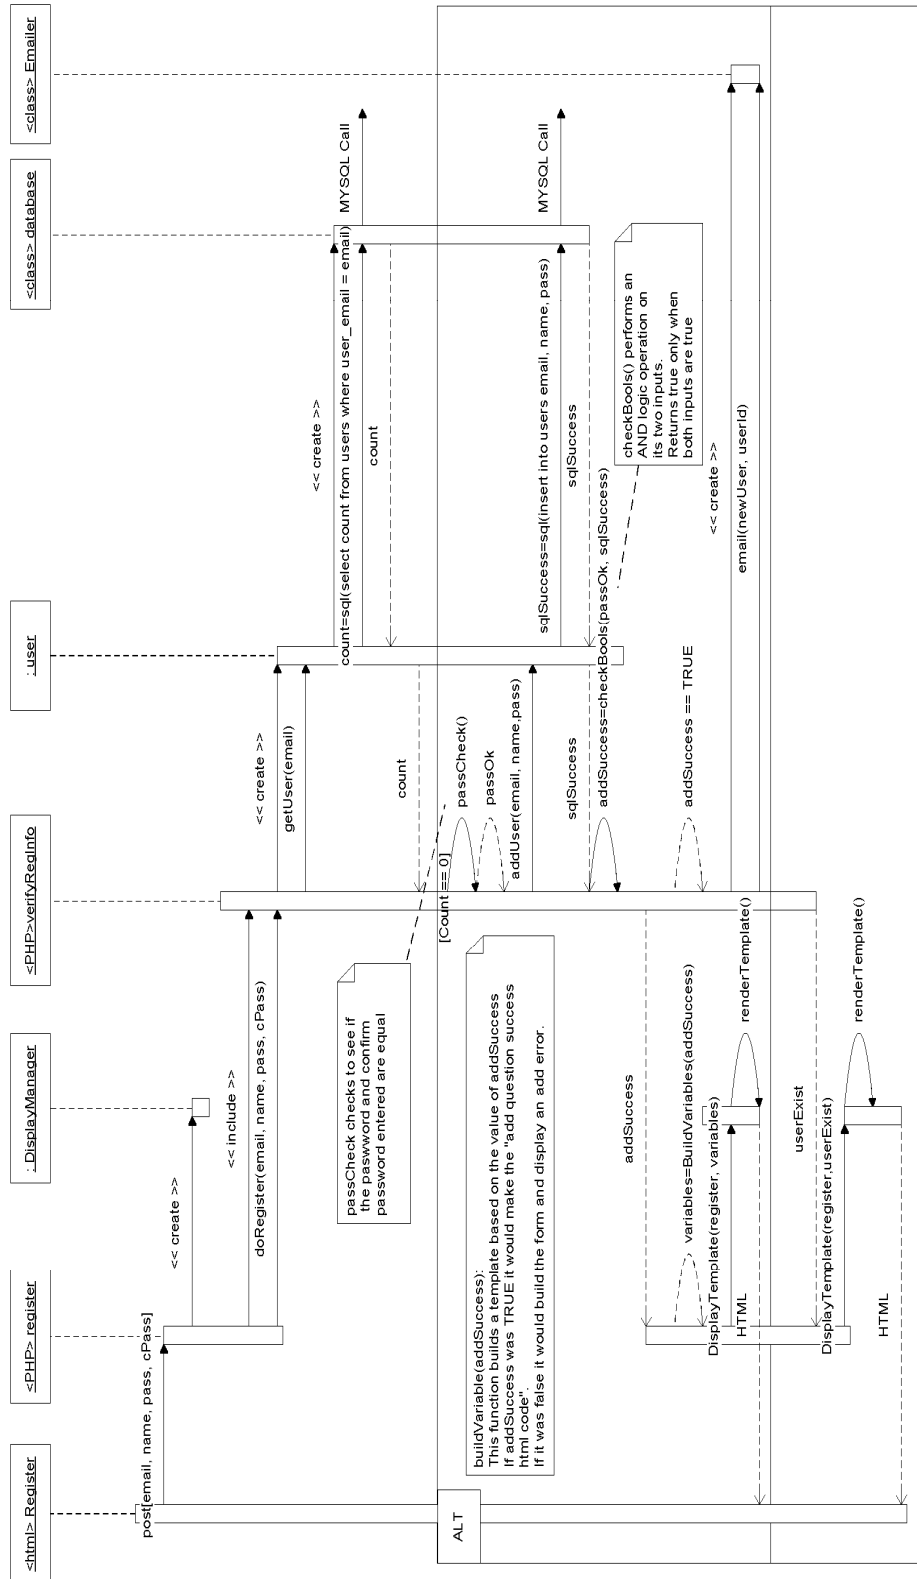 <html> Register
<PHP> register
: DisplayManager
<PHP>verifyRegInfo
: user
<class> database
<class> Emailer
post[email, name, pass, cPass]
<< create >>
<< include >>
doRegister(email, name, pass, cPass)
<< create >>
getUser(email)
<< create >>
count=sql(select count from users where user_email = email)
MYSQL Call
count
count
passCheck checks to see if
the paswword and confirm
password entered are equal
ALT
[Count == 0]
passCheck()
passOk
addUser(email, name,pass)
sqlSuccess=sql(insert into users email, name, pass)
MYSQL Call
sqlSuccess
sqlSuccess
addSuccess=checkBools(passOk, sqlSuccess)
checkBools() performs an
AND logic operation on
its two inputs.
Returns true only when
both inputs are true
buildVariable(addSuccess):
This function builds a template based on the value of addSuccess
If addSuccess was TRUE it would make the "add question success
html code".
If it was false it would build the form and display an add error.
addSuccess
addSuccess == TRUE
variables=BuildVariables(addSuccess)
<< create >>
email(newUser, userId)
DisplayTemplate(register, variables)
renderTemplate()
HTML
userExist
DisplayTemplate(register,userExist)
renderTemplate()
HTML